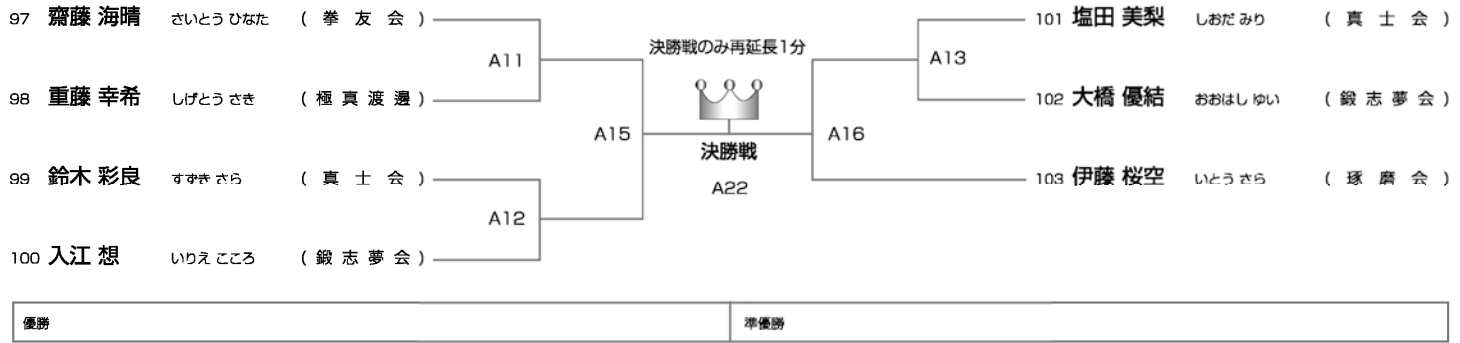 97 齋藤 海晴 さいとう ひなた (拳友会)
A11
98 重藤 幸希 しげとう さき (極真渡邊)
A15
99 鈴木 彩良 すずき さら (真士会)
A12
100 入江 想 いりえ こころ (鍛志夢会)
決勝戦のみ再延長1分
決勝戦
A22
101 塩田 美梨 しおだ みり (真士会)
A13
102 大橋 優結 おおはし ゆい (鍛志夢会)
A16
103 伊藤 桜空 いとう さら (琢磨会)
優勝
準優勝